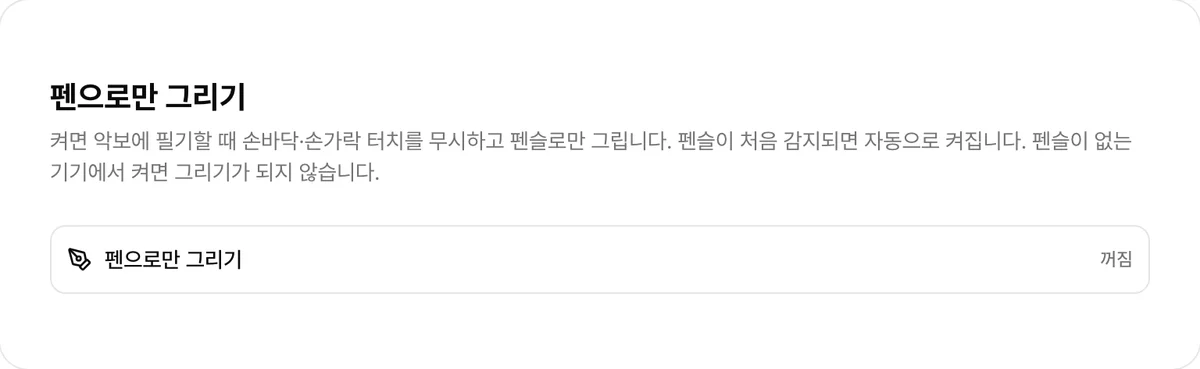 펜으로만 그리기
켜면 악보에 필기할 때 손바닥·손가락 터치를 무시하고 펜슬로만 그립니다. 펜슬이 처음 감지되면 자동으로 켜집니다. 펜슬이 없는
기기에서 켜면 그리기가 되지 않습니다.
펜으로만 그리기 꺼짐